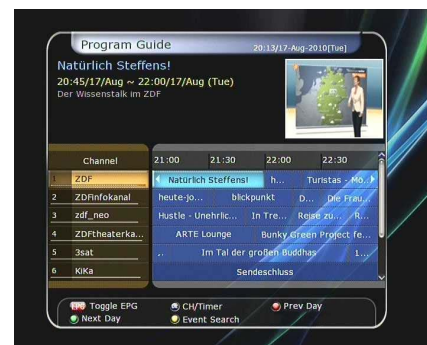 Program Guide 20:13/17-Aug-2010[Tue]
Natürlich Steffens!
20:45/17/Aug ~ 22:00/17/Aug (Tue)
Der Wissenstalk im ZDF
Channel 21:00 21:30 22:00 22:30
1 ZDF Natürlich Steffens! h... Turistas - Mo...
2 ZDFinfokanal heute-jo... blickpunkt D... Die Frau...
3 zdf_neo Hustle - Unehrlic... In Tre... Reise zu... R...
4 ZDFtheaterka... ARTE Lounge Bunky Green Project fe...
5 3sat .. Im Tal der großen Buddhas 1...
6 KiKa Sendeschluss
EPG Toggle EPG CH/Timer Prev Day
Next Day Event Search